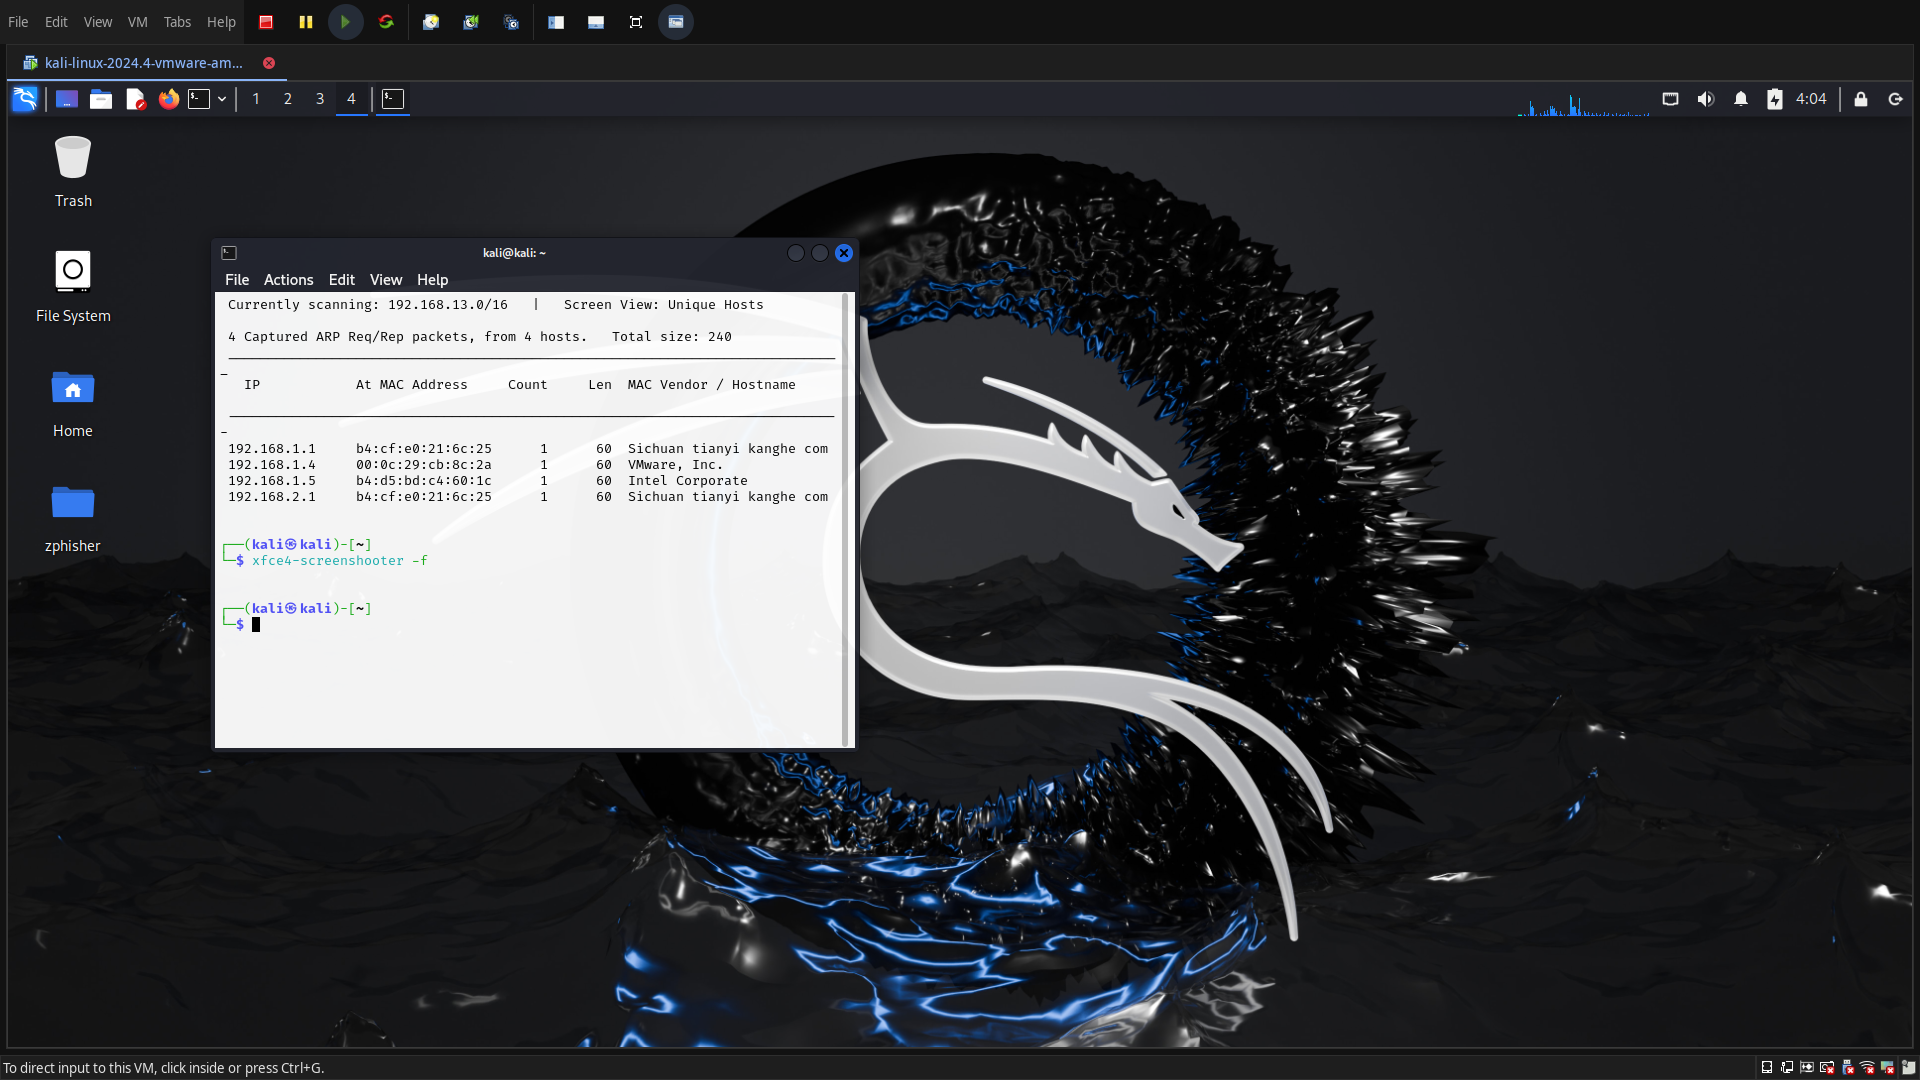 File Edit View VM Tabs Help
kali-linux-2024.4-vmware-am...
1 2 3 4 4:04
Trash
File System
Home
zphisher
kali@kali: ~
File Actions Edit View Help
Currently scanning: 192.168.13.0/16 | Screen View: Unique Hosts
4 Captured ARP Req/Rep packets, from 4 hosts. Total size: 240
_____________________________________________________________________________
IP At MAC Address Count Len MAC Vendor / Hostname
-----------------------------------------------------------------------------
192.168.1.1 b4:cf:e0:21:6c:25 1 60 Sichuan tianyi kanghe com
192.168.1.4 00:0c:29:cb:8c:2a 1 60 VMware, Inc.
192.168.1.5 b4:d5:bd:c4:60:1c 1 60 Intel Corporate
192.168.2.1 b4:cf:e0:21:6c:25 1 60 Sichuan tianyi kanghe com
┌──(kali㉿kali)-[~]
└─$ xfce4-screenshooter -f
┌──(kali㉿kali)-[~]
└─$
To direct input to this VM, click inside or press Ctrl+G.